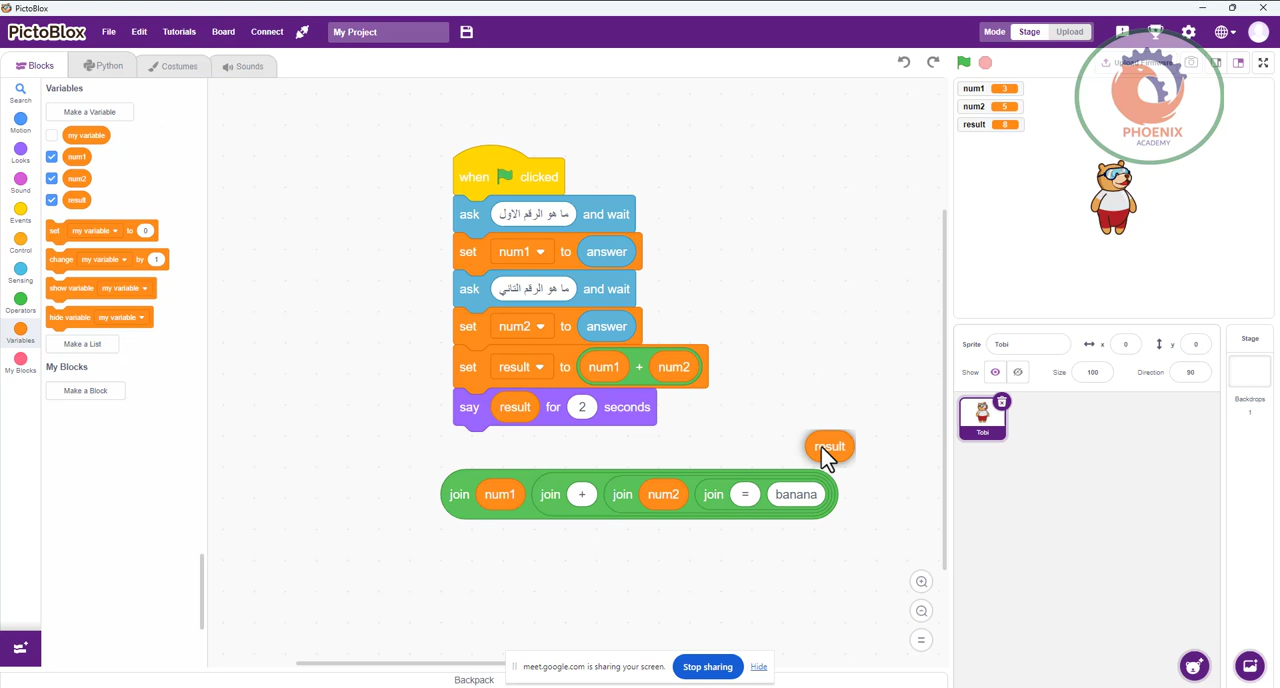 PictoBlox
PictoBlox File Edit Tutorials Board Connect My Project Mode Stage Upload
Blocks Python Costumes Sounds
Search
Motion
Looks
Sound
Events
Control
Sensing
Operators
Variables
My Blocks
Variables
Make a Variable
my variable
num1
num2
result
set my variable to 0
change my variable by 1
show variable my variable
hide variable my variable
Make a List
My Blocks
Make a Block
when clicked
ask ما هو الرقم الاول and wait
set num1 to answer
ask ما هو الرقم الثاني and wait
set num2 to answer
set result to num1 + num2
say result for 2 seconds
result
join num1 join + join num2 join = banana
meet.google.com is sharing your screen. Stop sharing Hide
Backpack
Upload Firmware
num1 3
num2 5
result 8
PHOENIX
ACADEMY
Sprite Tobi x 0 y 0
Show Size 100 Direction 90
Tobi
Stage
Backdrops
1